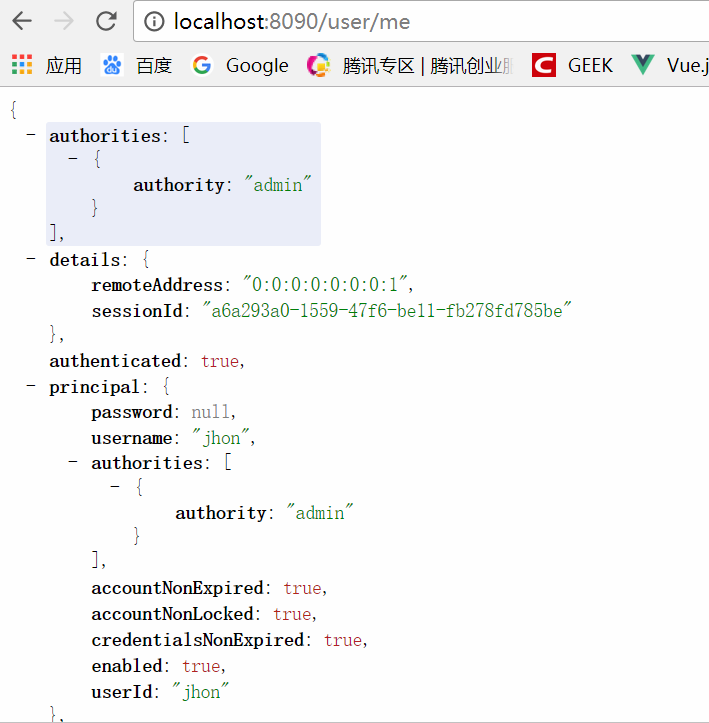 localhost:8090/user/me
应用 百度 Google 腾讯专区 | 腾讯创业 GEEK Vue.j
{
- authorities: [
- {
authority: "admin"
}
],
- details: {
remoteAddress: "0:0:0:0:0:0:0:1",
sessionId: "a6a293a0-1559-47f6-be11-fb278fd785be"
},
authenticated: true,
- principal: {
password: null,
username: "jhon",
- authorities: [
- {
authority: "admin"
}
],
accountNonExpired: true,
accountNonLocked: true,
credentialsNonExpired: true,
enabled: true,
userId: "jhon"
},